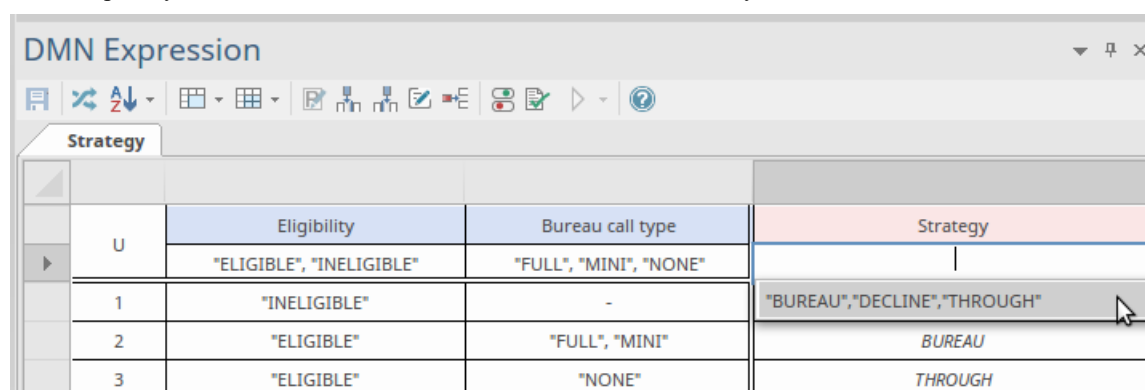 DMN Expression
Strategy
U Eligibility Bureau call type Strategy
"ELIGIBLE", "INELIGIBLE" "FULL", "MINI", "NONE"
1 "INELIGIBLE" - "BUREAU","DECLINE","THROUGH"
2 "ELIGIBLE" "FULL", "MINI" BUREAU
3 "ELIGIBLE" "NONE" THROUGH